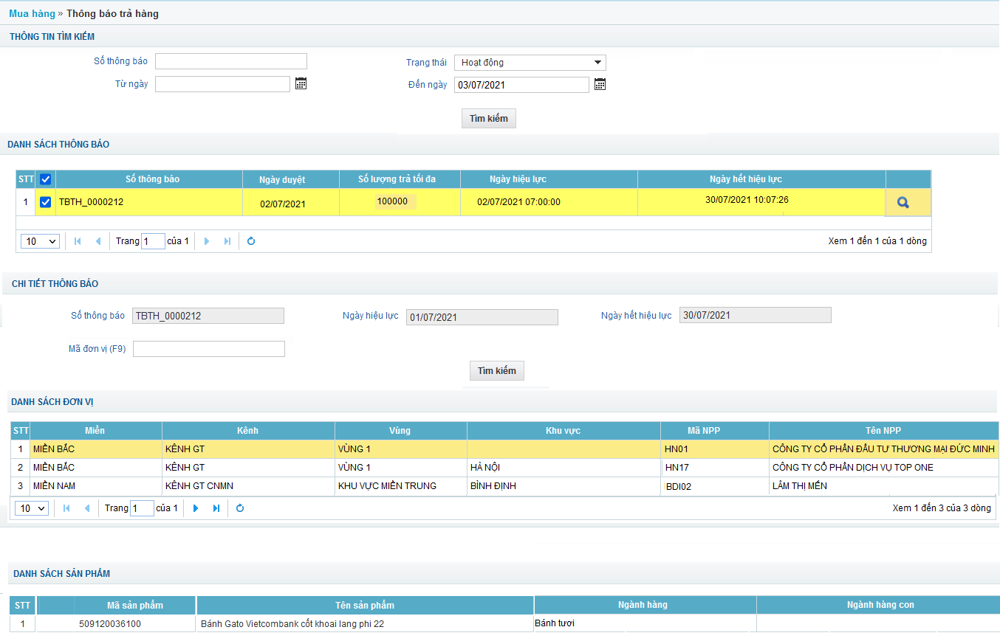 Mua hàng » Thông báo trả hàng
THÔNG TIN TÌM KIẾM
Số thông báo Trạng thái Hoạt động
Từ ngày Đến ngày 03/07/2021
Tìm kiếm
DANH SÁCH THÔNG BÁO
STT Số thông báo Ngày duyệt Số lượng trả tối đa Ngày hiệu lực Ngày hết hiệu lực
1 TBTH_0000212 02/07/2021 100000 02/07/2021 07:00:00 30/07/2021 10:07:26
10 Trang 1 của 1 Xem 1 đến 1 của 1 dòng
CHI TIẾT THÔNG BÁO
Số thông báo TBTH_0000212 Ngày hiệu lực 01/07/2021 Ngày hết hiệu lực 30/07/2021
Mã đơn vị (F9)
Tìm kiếm
DANH SÁCH ĐƠN VỊ
STT Miền Kênh Vùng Khu vực Mã NPP Tên NPP
1 MIỀN BẮC KÊNH GT VÙNG 1 HN01 CÔNG TY CỔ PHẦN ĐẦU TƯ THƯƠNG MẠI ĐỨC MINH
2 MIỀN BẮC KÊNH GT VÙNG 1 HÀ NỘI HN17 CÔNG TY CỔ PHẦN DỊCH VỤ TOP ONE
3 MIỀN NAM KÊNH GT CNMN KHU VỰC MIỀN TRUNG BÌNH ĐỊNH BDI02 LÂM THỊ MẾN
10 Trang 1 của 1 Xem 1 đến 3 của 3 dòng
DANH SÁCH SẢN PHẨM
STT Mã sản phẩm Tên sản phẩm Ngành hàng Ngành hàng con
1 509120036100 Bánh Gato Vietcombank cốt khoai lang phi 22 Bánh tươi